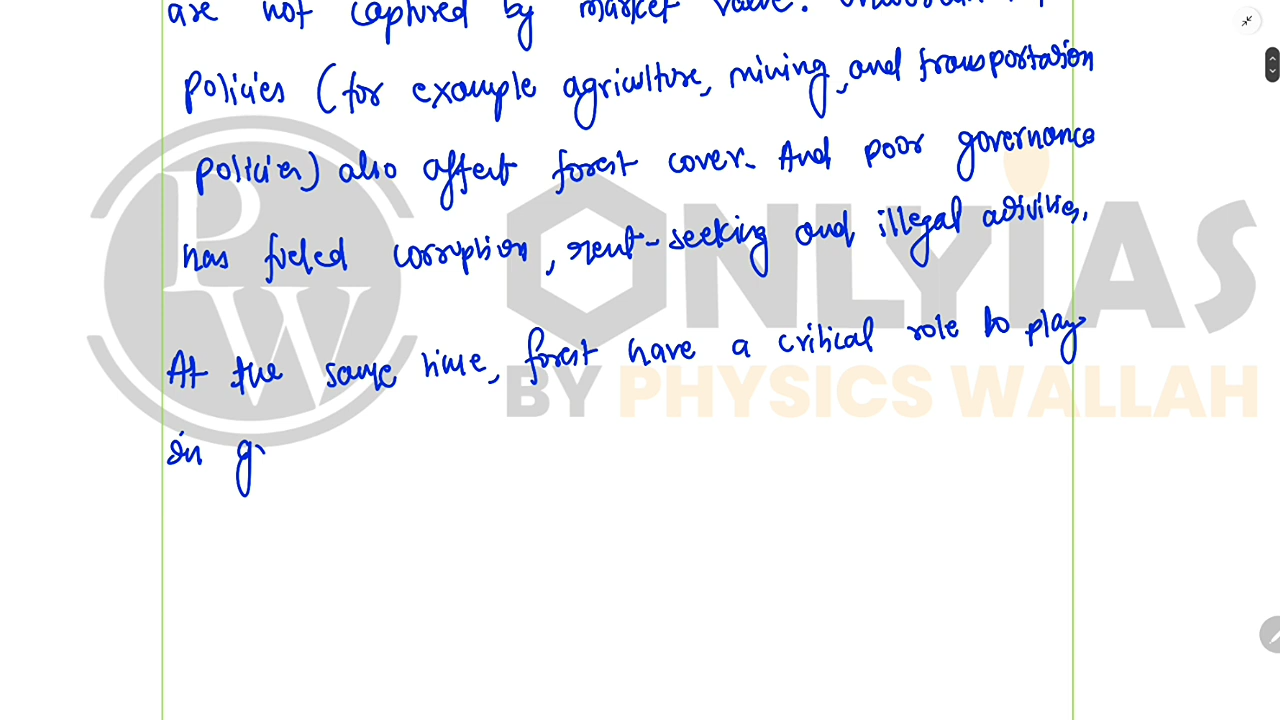 are not captured by market value.
policies (for example agriculture, mining, and transportation
policies) also affect forest cover. And poor governance
has fueled corruption, rent-seeking and illegal activities.
At the same time, forest have a critical role to play
in g
PW
ONLYIAS
BY PHYSICS WALLAH